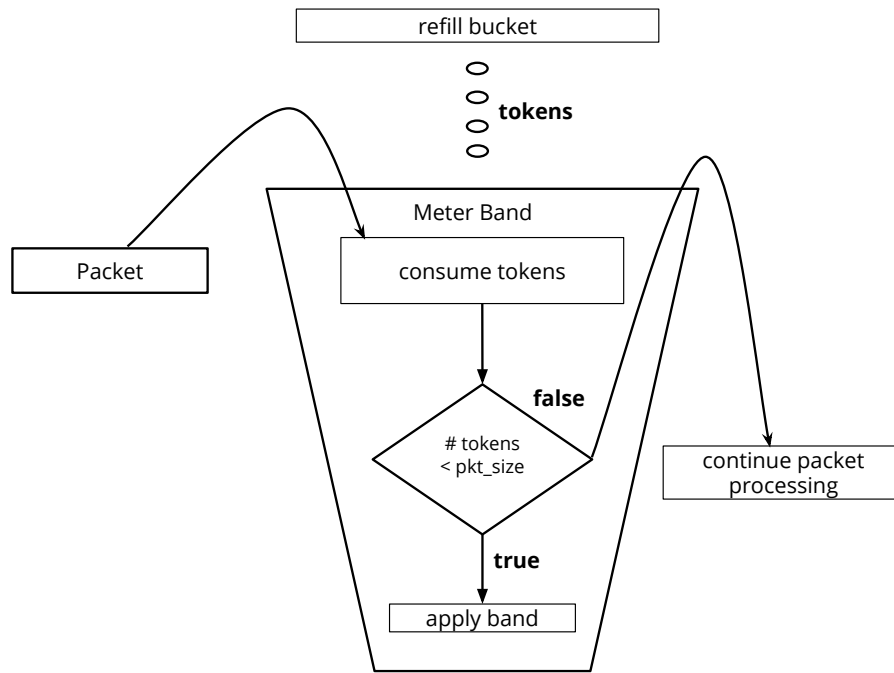 refill bucket
tokens
Meter Band
Packet
consume tokens
false
# tokens
< pkt_size
continue packet
processing
true
apply band